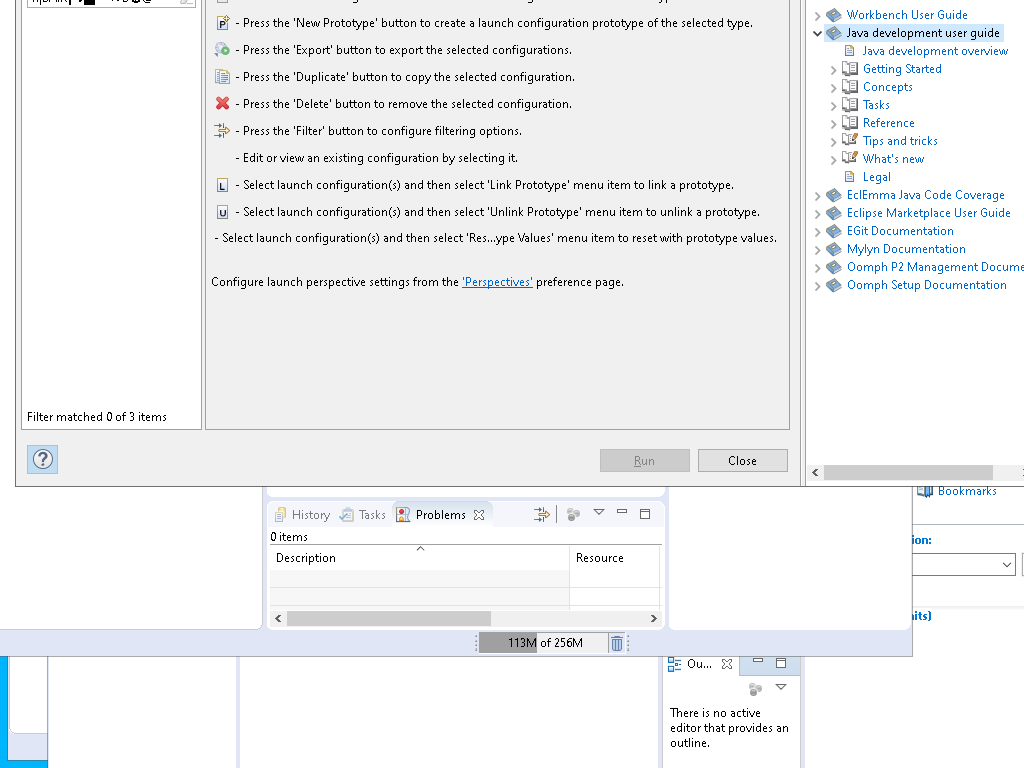 - Press the 'New Prototype' button to create a launch configuration prototype of the selected type.
- Press the 'Export' button to export the selected configurations.
- Press the 'Duplicate' button to copy the selected configuration.
- Press the 'Delete' button to remove the selected configuration.
- Press the 'Filter' button to configure filtering options.
- Edit or view an existing configuration by selecting it.
L - Select launch configuration(s) and then select 'Link Prototype' menu item to link a prototype.
U - Select launch configuration(s) and then select 'Unlink Prototype' menu item to unlink a prototype.
- Select launch configuration(s) and then select 'Res...ype Values' menu item to reset with prototype values.
Configure launch perspective settings from the 'Perspectives' preference page.
Filter matched 0 of 3 items
Run
Close
Workbench User Guide
Java development user guide
Java development overview
Getting Started
Concepts
Tasks
Reference
Tips and tricks
What's new
Legal
EclEmma Java Code Coverage
Eclipse Marketplace User Guide
EGit Documentation
Mylyn Documentation
Oomph P2 Management Docume
Oomph Setup Documentation
Bookmarks
ion:
its)
History
Tasks
Problems
0 items
Description
Resource
113M of 256M
Ou...
There is no active
editor that provides an
outline.